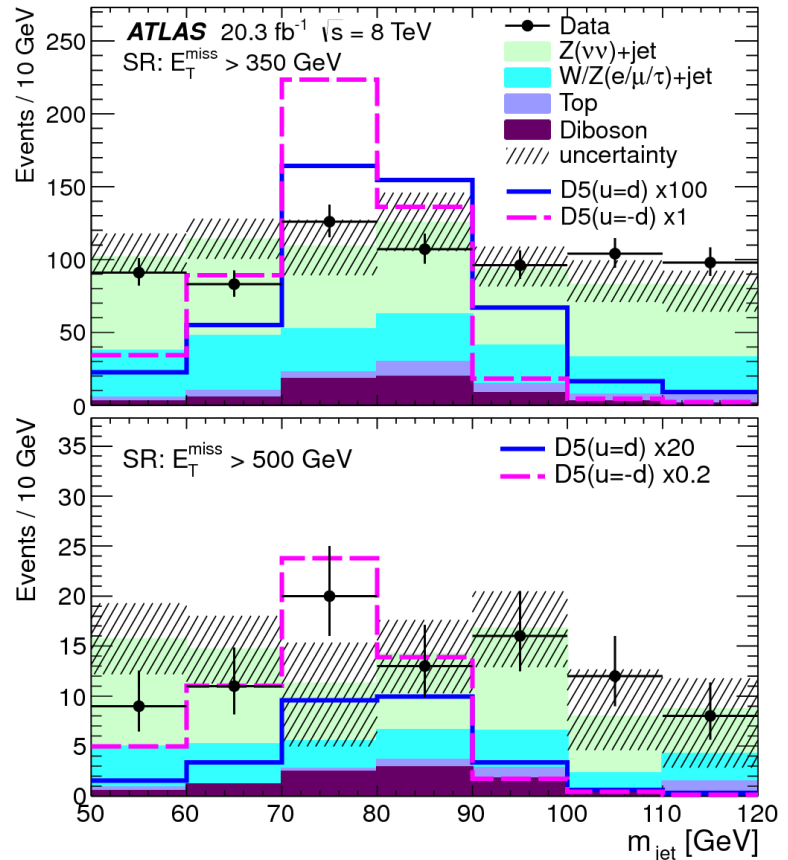 ATLAS 20.3 fb⁻¹ √s = 8 TeV
SR: E_T^miss > 350 GeV
Data
Z(νν)+jet
W/Z(e/μ/τ)+jet
Top
Diboson
uncertainty
D5(u=d) x100
D5(u=-d) x1
Events / 10 GeV
250
200
150
100
50
0
SR: E_T^miss > 500 GeV
D5(u=d) x20
D5(u=-d) x0.2
Events / 10 GeV
35
30
25
20
15
10
5
0
50 60 70 80 90 100 110 120
m_jet [GeV]